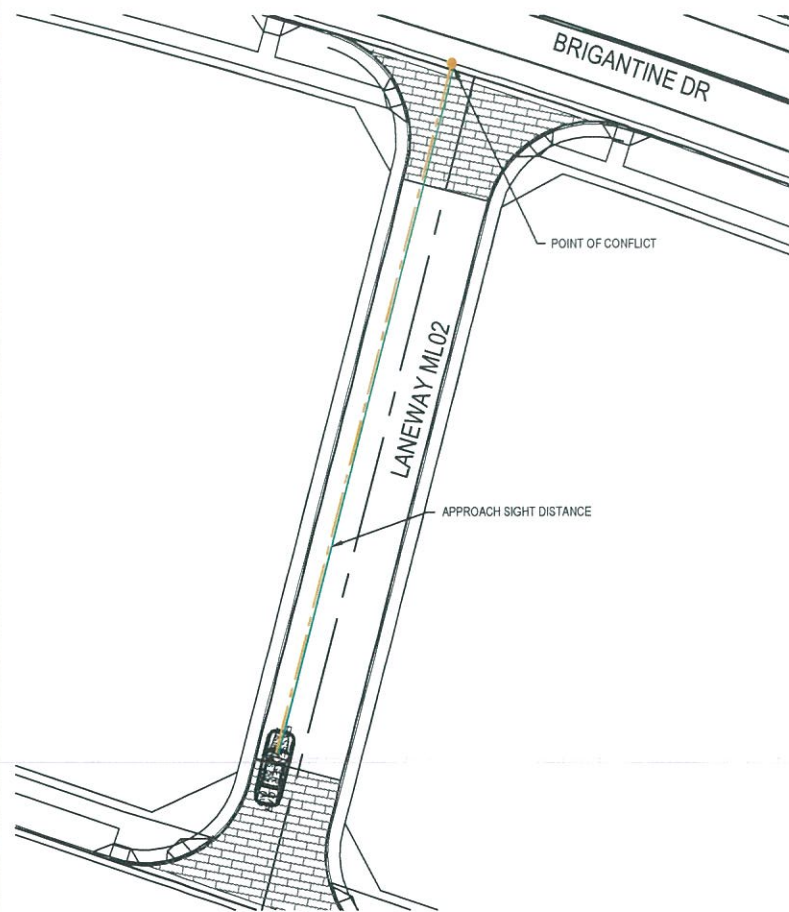 BRIGANTINE DR
POINT OF CONFLICT
LANEWAY ML02
APPROACH SIGHT DISTANCE